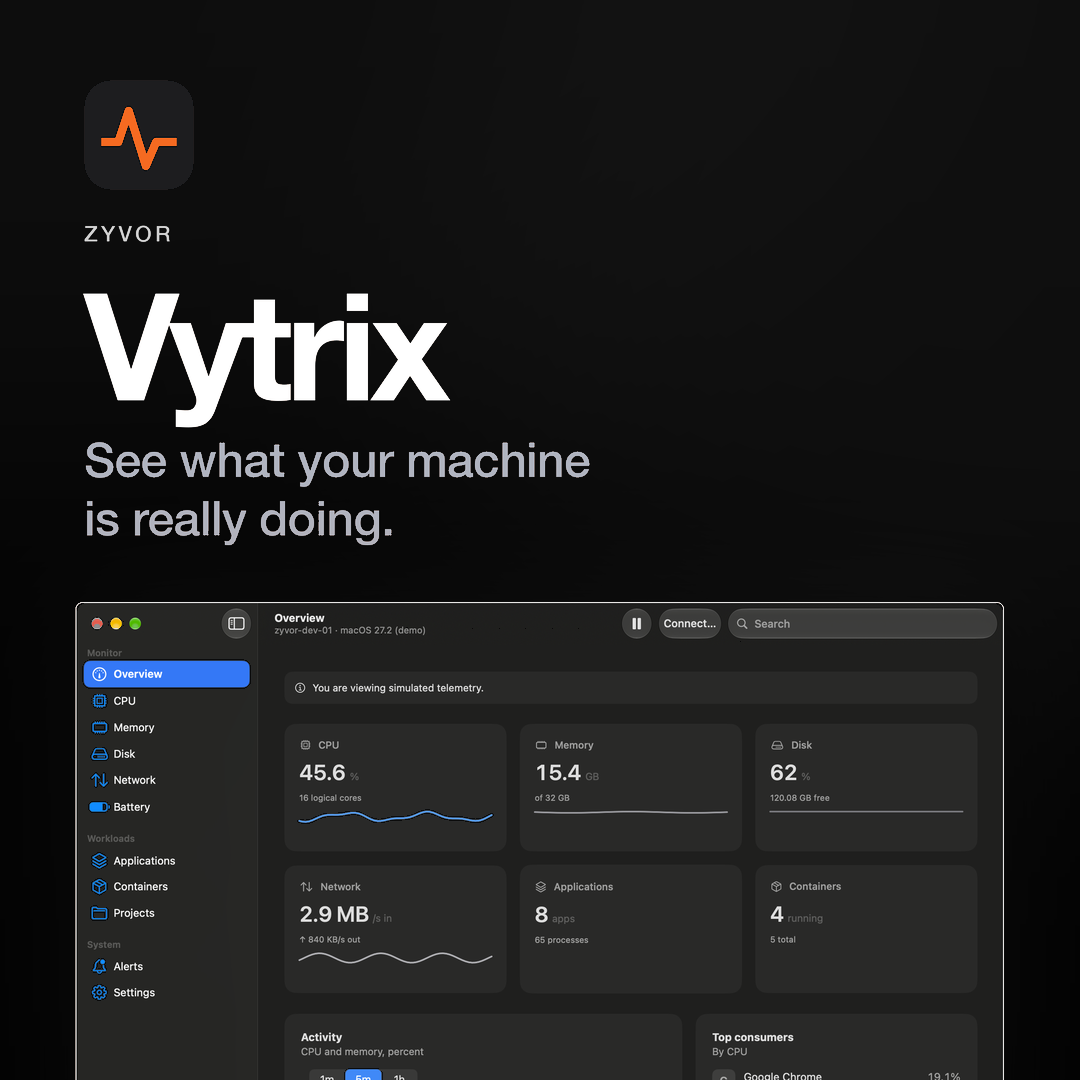 ZYVOR
Vytrix
See what your machine
is really doing.
Overview
zyvor-dev-01 · macOS 27.2 (demo)
Connect...
Search
Monitor
Overview
CPU
Memory
Disk
Network
Battery
Workloads
Applications
Containers
Projects
System
Alerts
Settings
You are viewing simulated telemetry.
CPU
45.6 %
16 logical cores
Memory
15.4 GB
of 32 GB
Disk
62 %
120.08 GB free
Network
2.9 MB /s in
↑ 840 KB/s out
Applications
8 apps
65 processes
Containers
4 running
5 total
Activity
CPU and memory, percent
1m 5m 1h
Top consumers
By CPU
Google Chrome 19.1%